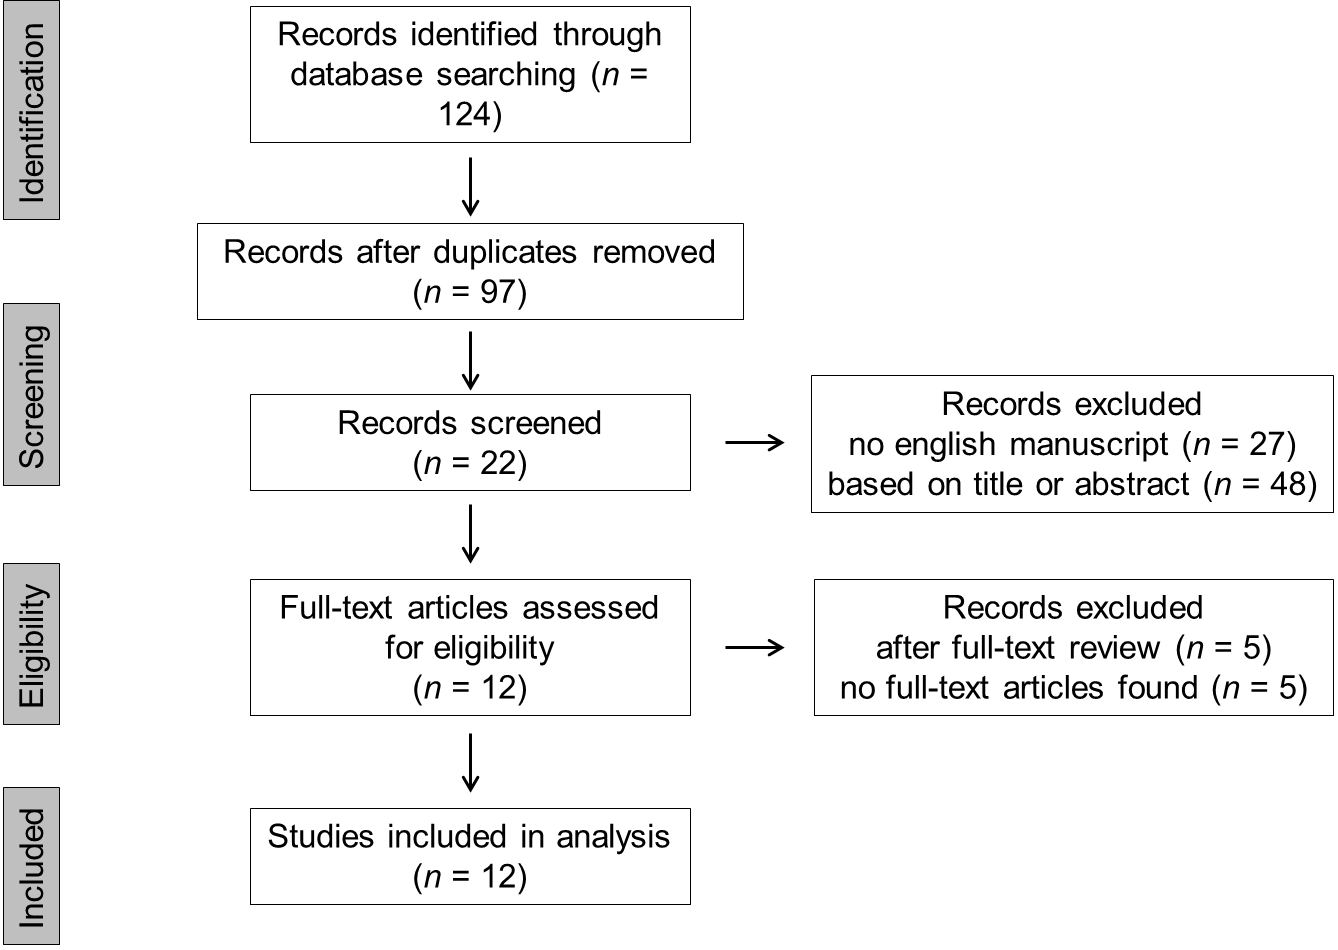 Identification
Records identified through
database searching (n =
124)
Records after duplicates removed
(n = 97)
Screening
Records screened
(n = 22)
Records excluded
no english manuscript (n = 27)
based on title or abstract (n = 48)
Eligibility
Full-text articles assessed
for eligibility
(n = 12)
Records excluded
after full-text review (n = 5)
no full-text articles found (n = 5)
Included
Studies included in analysis
(n = 12)